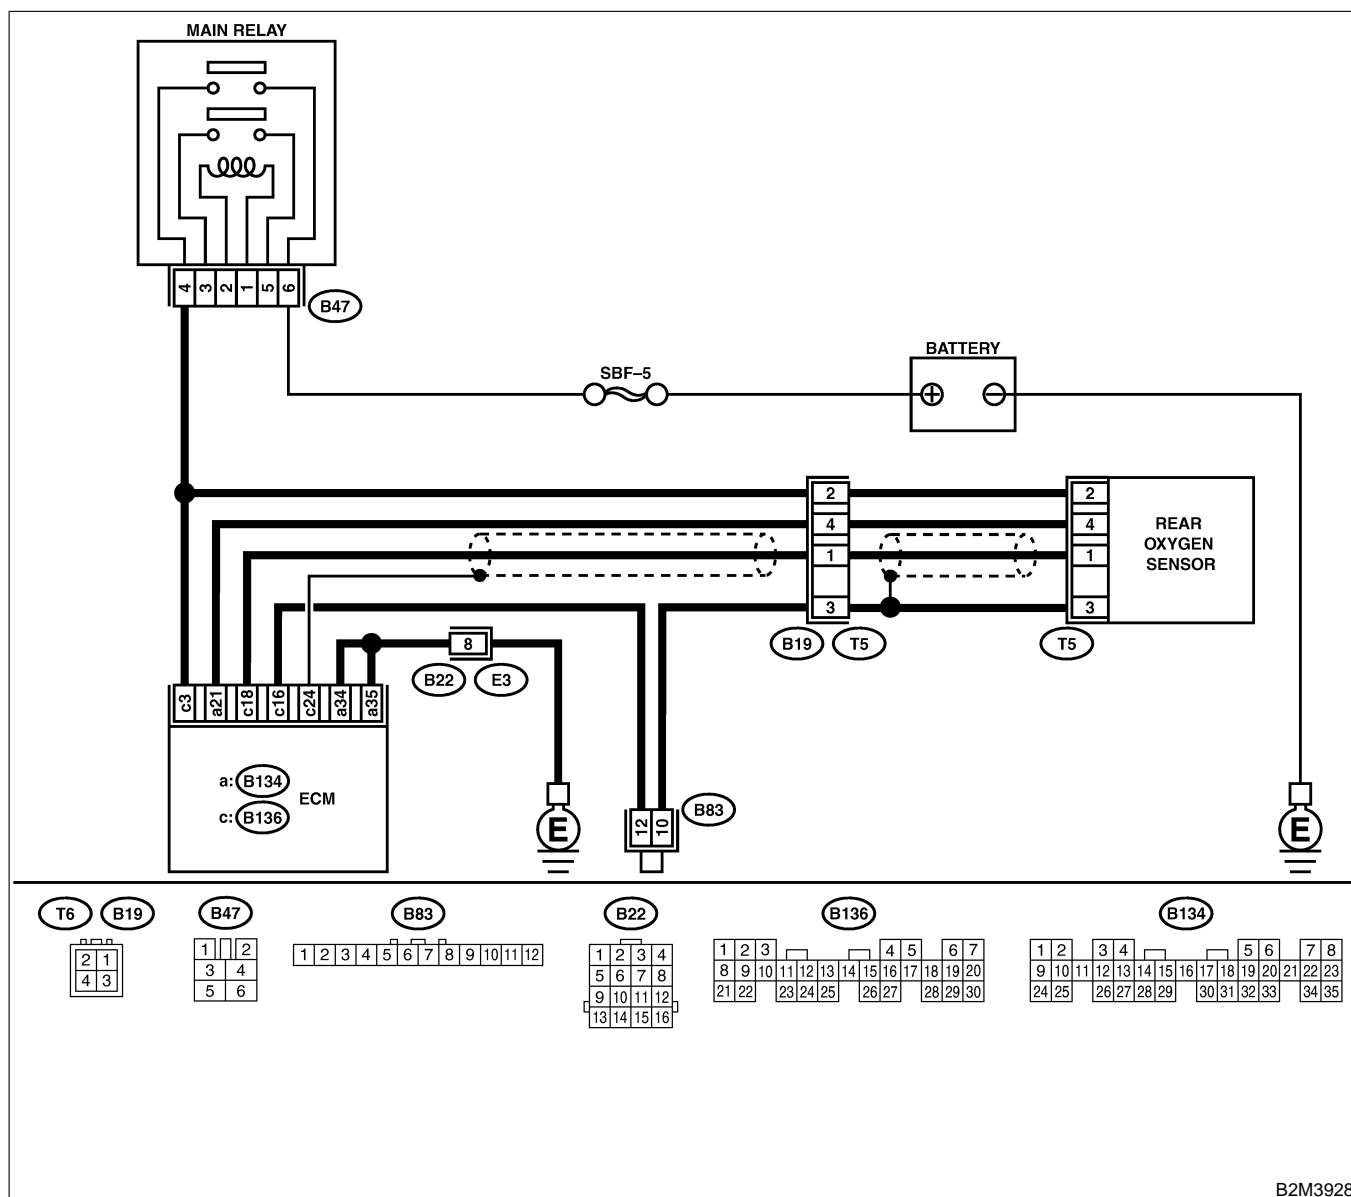 MAIN RELAY
4 3 2 1 5 6
B47
BATTERY
SBF–5
+ −
2 2
4 4
1 1
3 3
REAR
OXYGEN
SENSOR
B19 T5 T5
8
B22 E3
c3 a21 c18 c16 c24 a34 a35
a: B134
ECM
c: B136
E
12 10
B83
E
T6 B19
2 1
4 3
B47
1 2
3 4
5 6
B83
1 2 3 4 5 6 7 8 9 10 11 12
B22
1 2 3 4
5 6 7 8
9 10 11 12
13 14 15 16
B136
1 2 3 4 5 6 7
8 9 10 11 12 13 14 15 16 17 18 19 20
21 22 23 24 25 26 27 28 29 30
B134
1 2 3 4 5 6 7 8
9 10 11 12 13 14 15 16 17 18 19 20 21 22 23
24 25 26 27 28 29 30 31 32 33 34 35
B2M3928